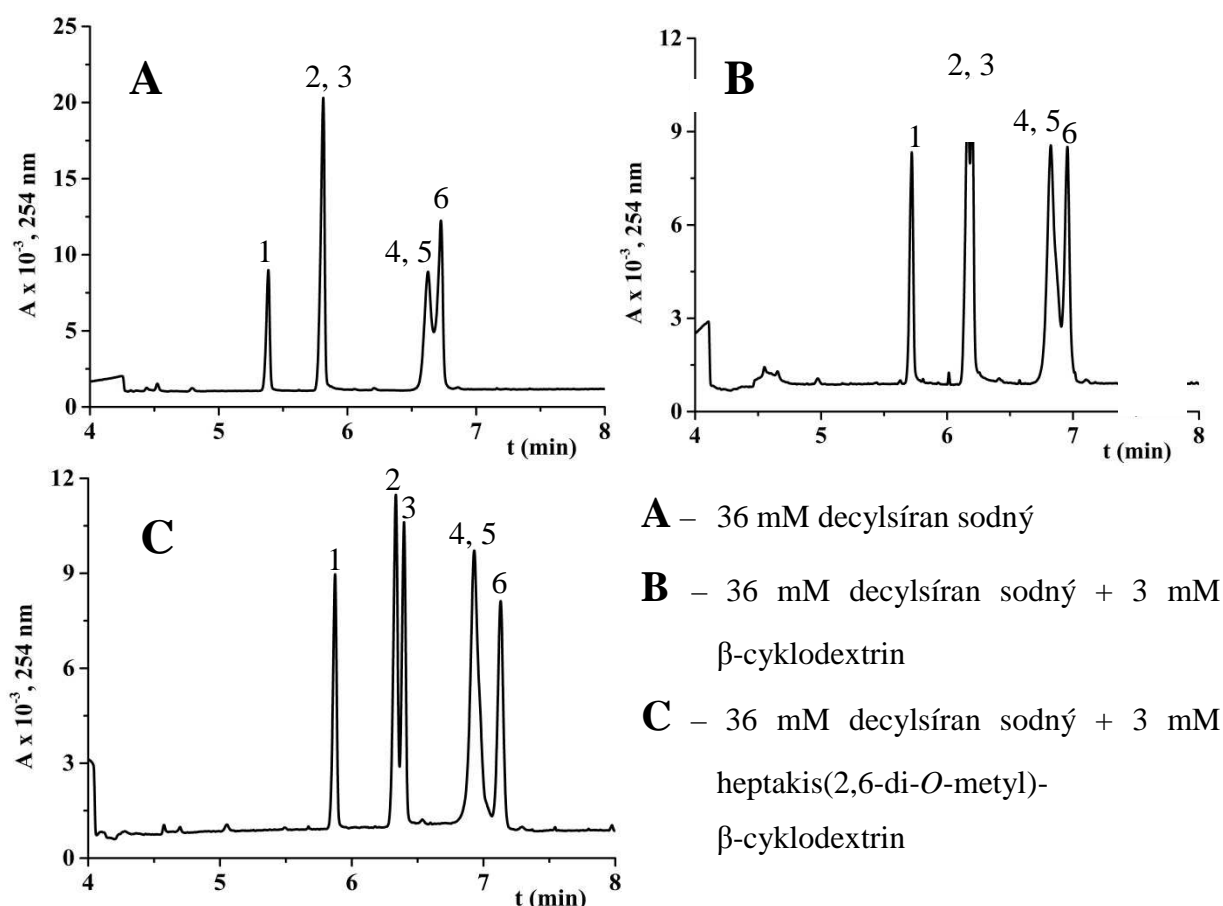 A
25
20
15
10
5
0
A x 10⁻³, 254 nm
1
2, 3
4, 5
6
4 5 6 7 8
t (min)
B
12
9
6
3
0
A x 10⁻³, 254 nm
1
2, 3
4, 5
6
4 5 6 7 8
t (min)
C
12
9
6
3
0
A x 10⁻³, 254 nm
1
2
3
4, 5
6
4 5 6 7 8
t (min)
A – 36 mM decylsíran sodný
B – 36 mM decylsíran sodný + 3 mM
β-cyklodextrin
C – 36 mM decylsíran sodný + 3 mM
heptakis(2,6-di-O-metyl)-
β-cyklodextrin